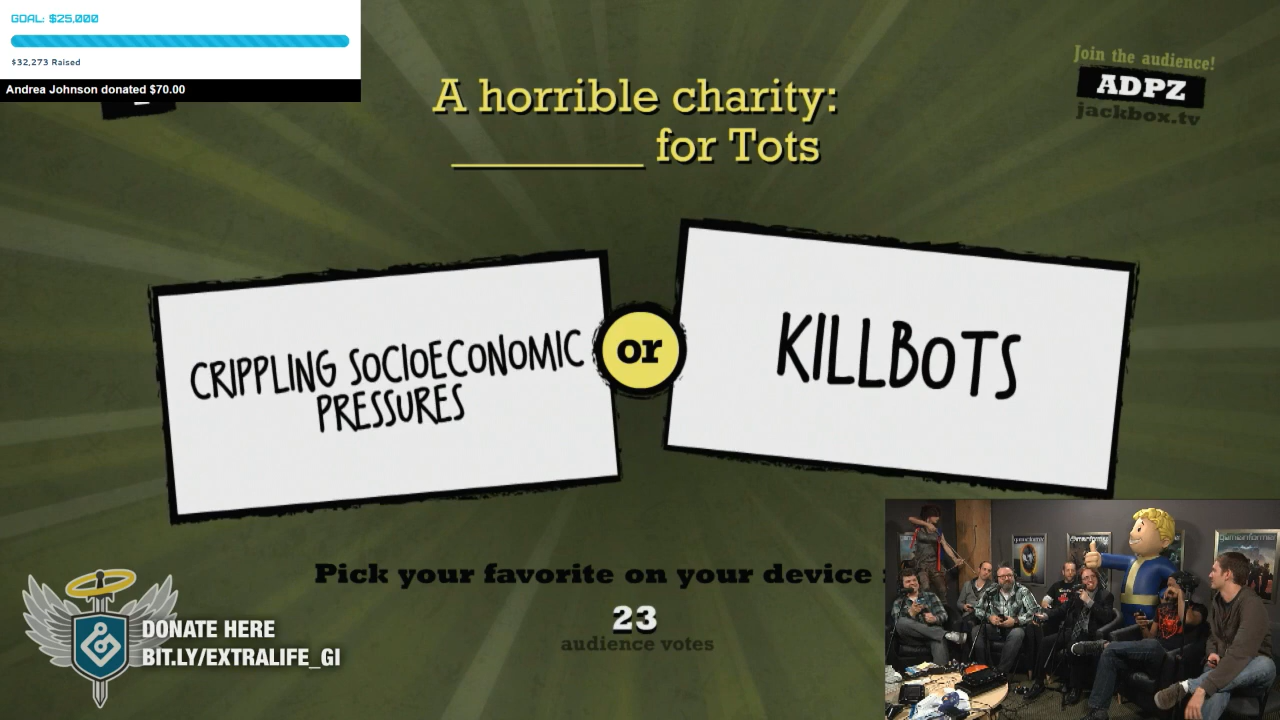 GOAL: $25,000
$32,273 Raised
Andrea Johnson donated $70.00
Join the audience!
ADPZ
jackbox.tv
A horrible charity:
_________ for Tots
CRIPPLING SOCIOECONOMIC
PRESSURES
or
KILLBOTS
Pick your favorite on your device
23
audience votes
DONATE HERE
BIT.LY/EXTRALIFE_GI
gameinformer
gameinformer